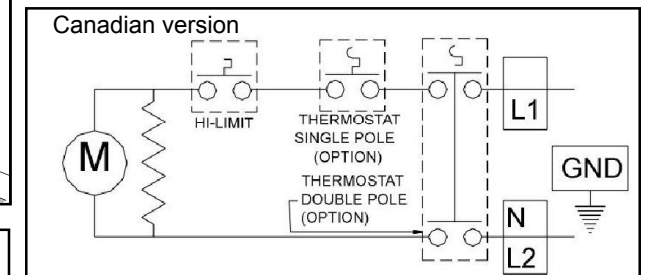 Canadian version
HI-LIMIT
THERMOSTAT
SINGLE POLE
(OPTION)
THERMOSTAT
DOUBLE POLE
(OPTION)
M
L1
GND
N
L2